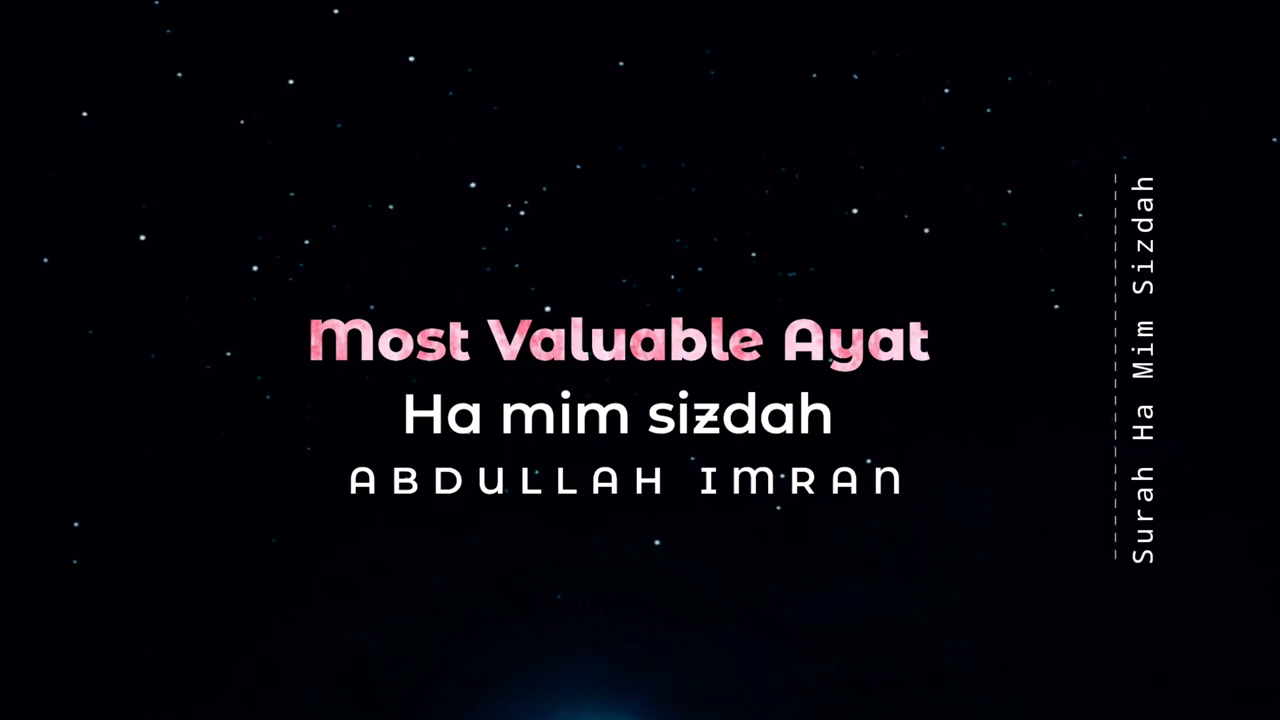 Most Valuable Ayat
Ha mim sizdah
ABDULLAH IMRAN
Surah Ha Mim Sizdah